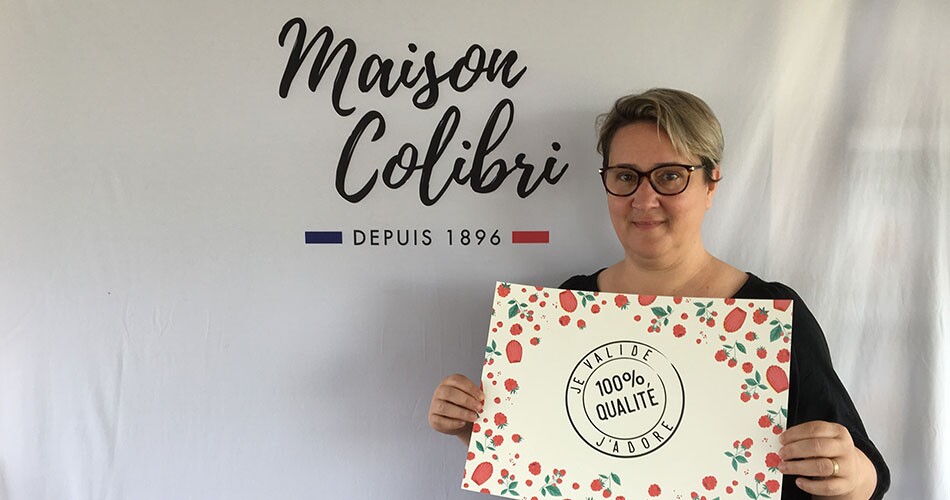 Maison
Colibri
DEPUIS 1896
JE VALIDE
100%
QUALITÉ
J'ADORE